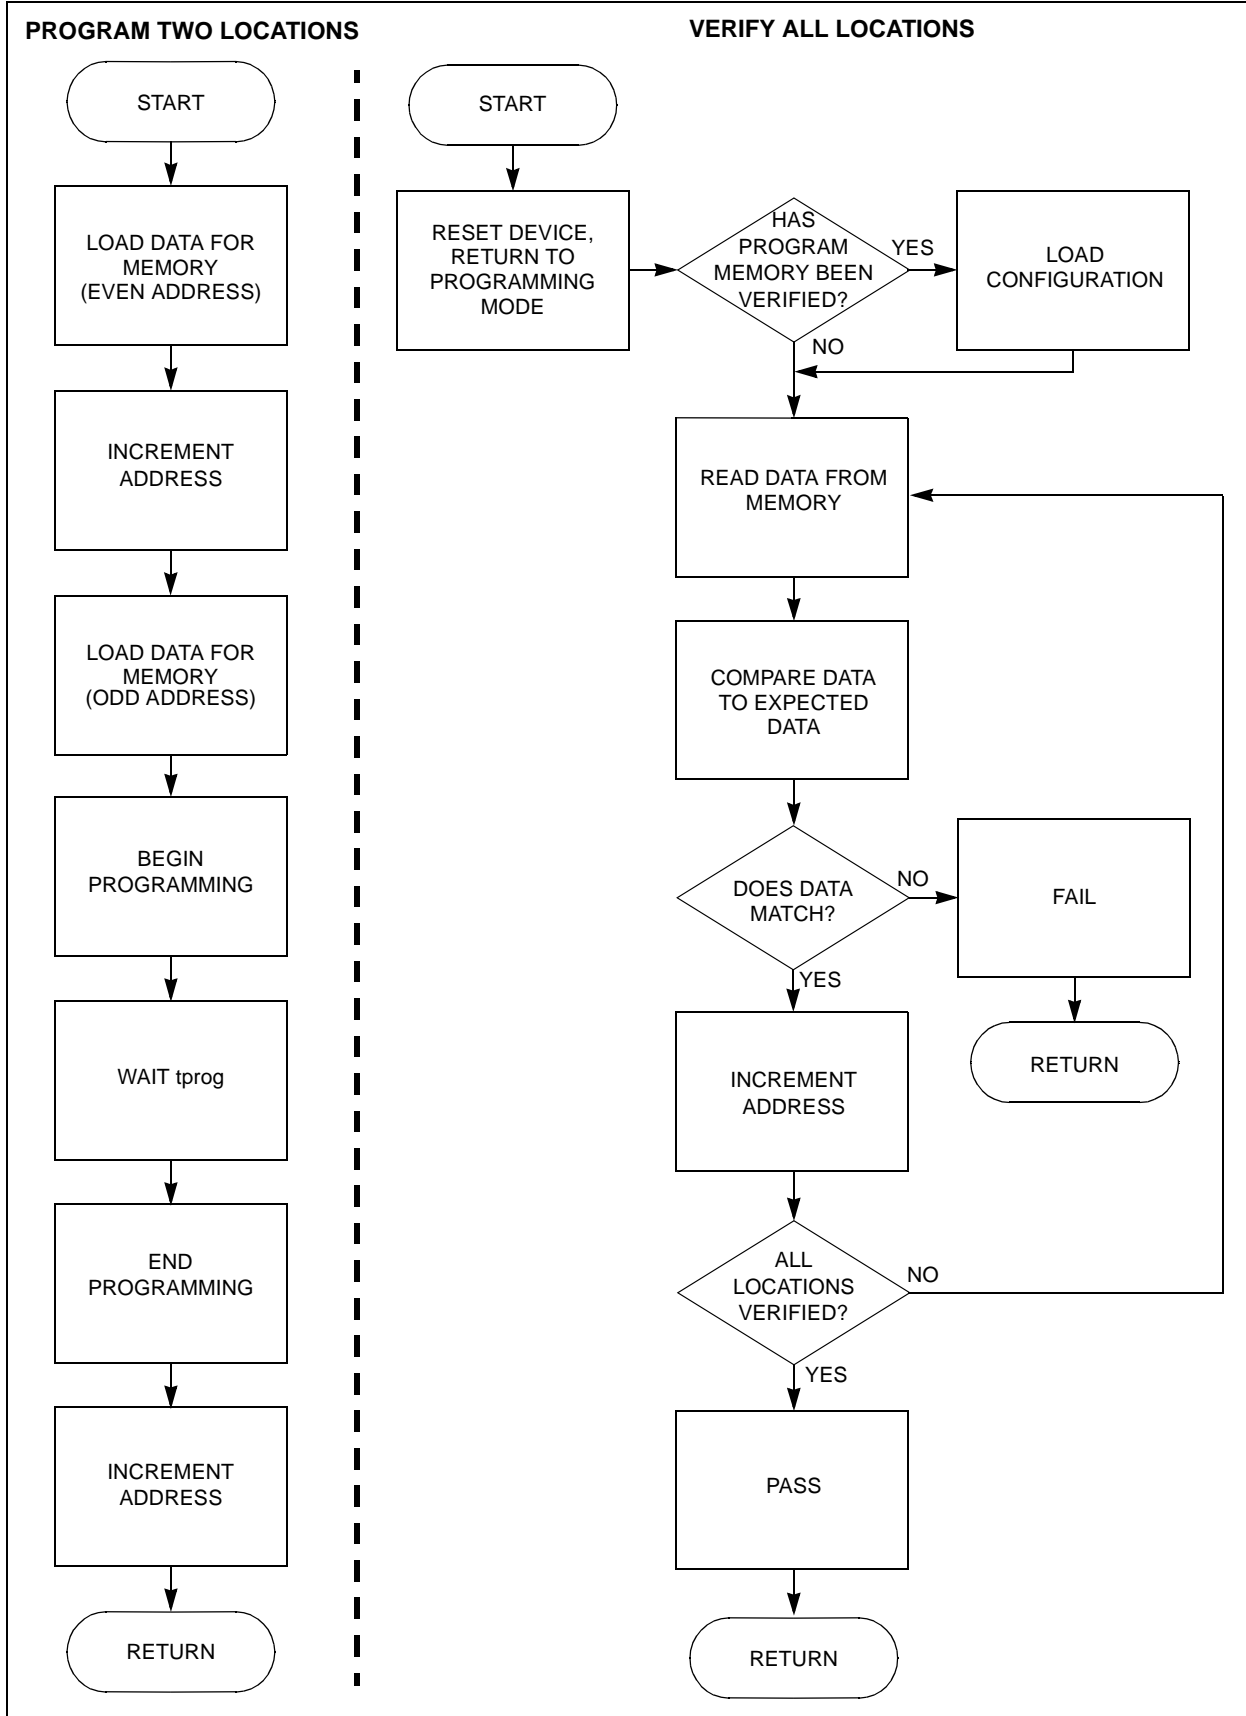 PROGRAM TWO LOCATIONS
START
LOAD DATA FOR
MEMORY
(EVEN ADDRESS)
INCREMENT
ADDRESS
LOAD DATA FOR
MEMORY
(ODD ADDRESS)
BEGIN
PROGRAMMING
WAIT tprog
END
PROGRAMMING
INCREMENT
ADDRESS
RETURN
VERIFY ALL LOCATIONS
START
RESET DEVICE,
RETURN TO
PROGRAMMING
MODE
HAS
PROGRAM
MEMORY BEEN
VERIFIED?
YES
LOAD
CONFIGURATION
NO
READ DATA FROM
MEMORY
COMPARE DATA
TO EXPECTED
DATA
DOES DATA
MATCH?
NO
FAIL
RETURN
YES
INCREMENT
ADDRESS
ALL
LOCATIONS
VERIFIED?
NO
YES
PASS
RETURN